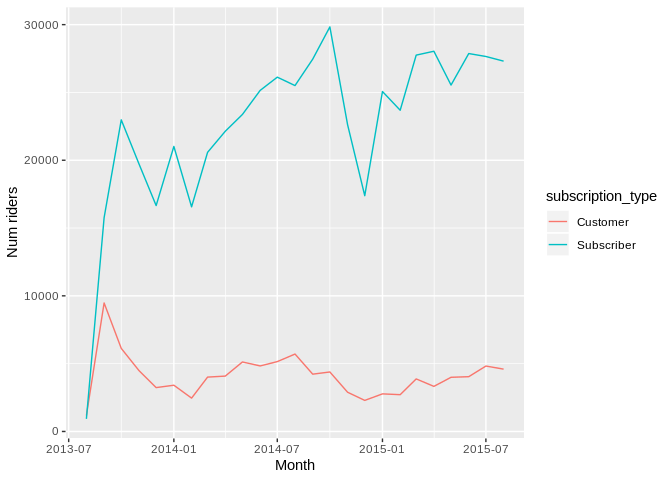 30000
20000
10000
0
Num riders
2013-07
2014-01
2014-07
2015-01
2015-07
Month
subscription_type
Customer
Subscriber